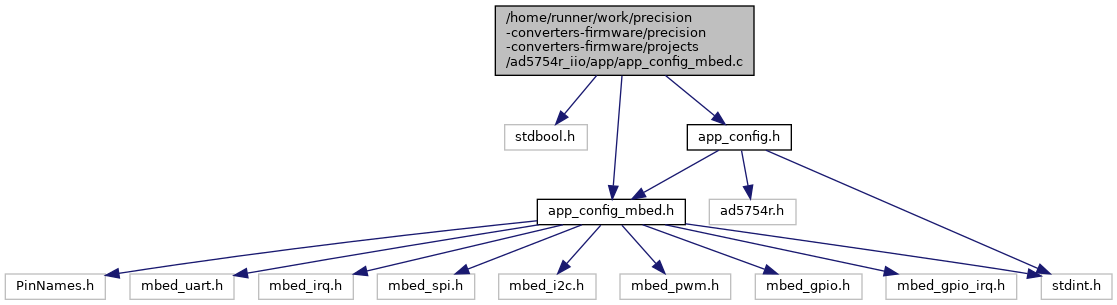 /home/runner/work/precision
-converters-firmware/precision
-converters-firmware/projects
/ad5754r_iio/app/app_config_mbed.c
stdbool.h
app_config.h
app_config_mbed.h
ad5754r.h
PinNames.h
mbed_uart.h
mbed_irq.h
mbed_spi.h
mbed_i2c.h
mbed_pwm.h
mbed_gpio.h
mbed_gpio_irq.h
stdint.h